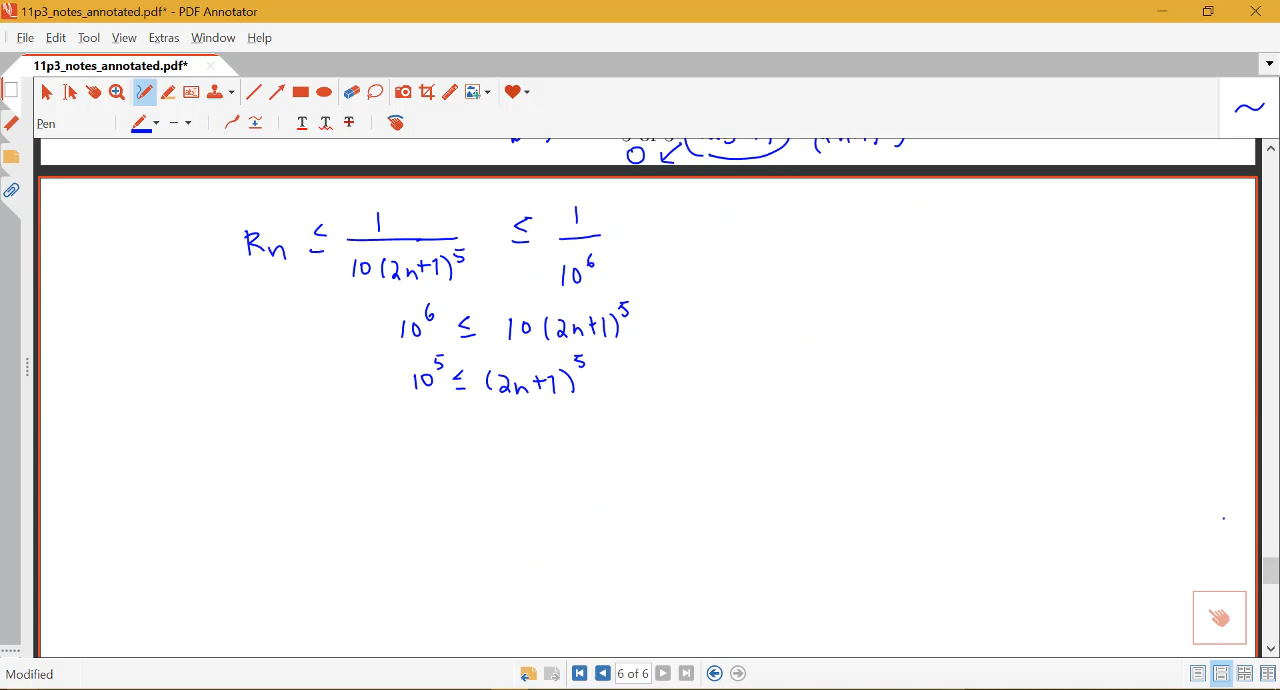 11p3_notes_annotated.pdf* - PDF Annotator
File Edit Tool View Extras Window Help
11p3_notes_annotated.pdf*
Pen
Rn ≤ 1/(10(2n+1)^5) ≤ 1/10^6
10^6 ≤ 10(2n+1)^5
10^5 ≤ (2n+1)^5
Modified
6 of 6